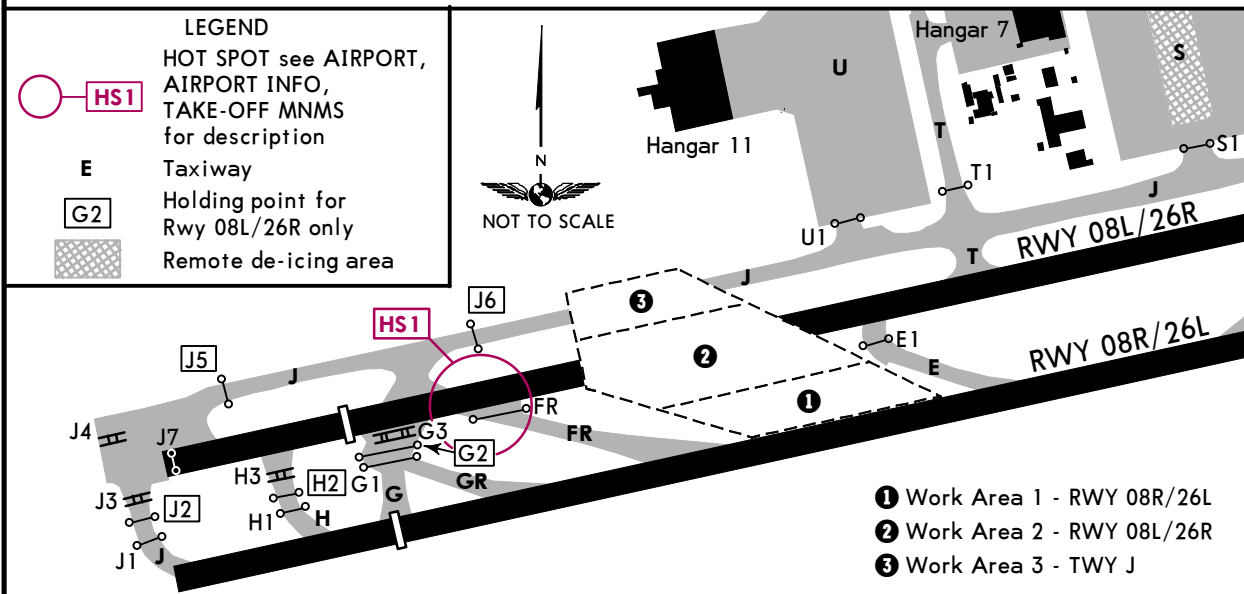 LEGEND
HS1
HOT SPOT see AIRPORT,
AIRPORT INFO,
TAKE-OFF MNMS
for description
E
Taxiway
G2
Holding point for
Rwy 08L/26R only
Remote de-icing area
N
NOT TO SCALE
Hangar 11
U
Hangar 7
S
T
S1
T1
J
U1
T
RWY 08L/26R
J
3
J6
HS1
2
E1
RWY 08R/26L
J5
J
E
1
FR
FR
J4
J7
G3
G2
H3
H2
G1
G
GR
J3
J2
H1
H
J1
J
1 Work Area 1 - RWY 08R/26L
2 Work Area 2 - RWY 08L/26R
3 Work Area 3 - TWY J